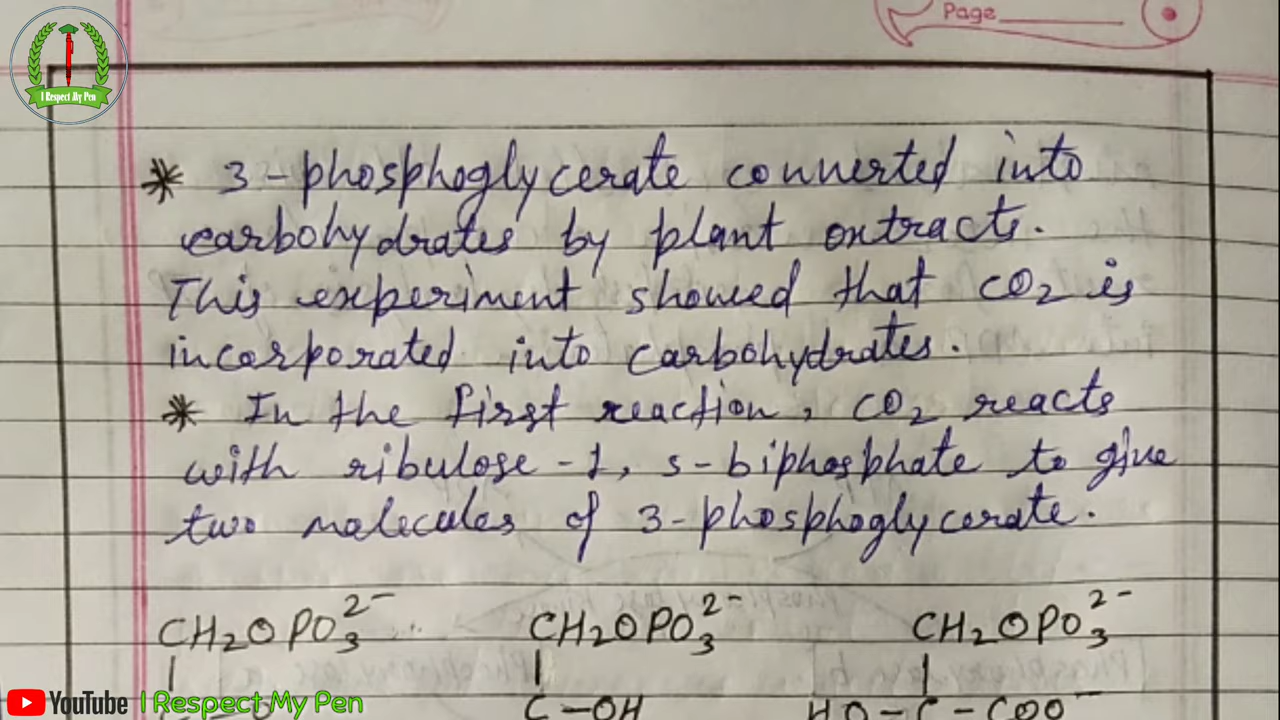 Page
I Respect My Pen
* 3-phosphoglycerate converted into
carbohydrates by plant extracts.
This experiment showed that CO2 is
incorporated into carbohydrates.
* In the first reaction, CO2 reacts
with ribulose-1, 5-biphosphate to give
two molecules of 3-phosphoglycerate.
CH2OPO3 2- CH2OPO3 2- CH2OPO3 2-
C-OH HO-C-COO-
YouTube I Respect My Pen